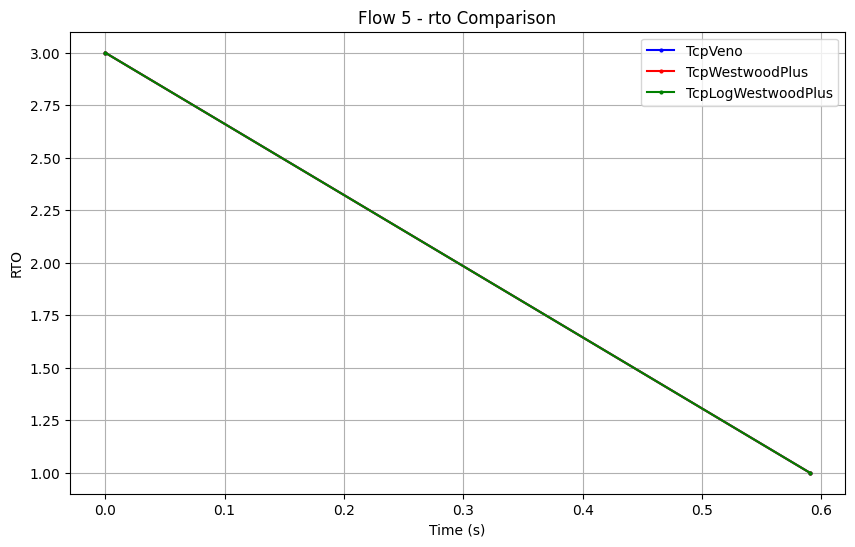 Flow 5 - rto Comparison
TcpVeno
TcpWestwoodPlus
TcpLogWestwoodPlus
RTO
3.00
2.75
2.50
2.25
2.00
1.75
1.50
1.25
1.00
0.0 0.1 0.2 0.3 0.4 0.5 0.6
Time (s)